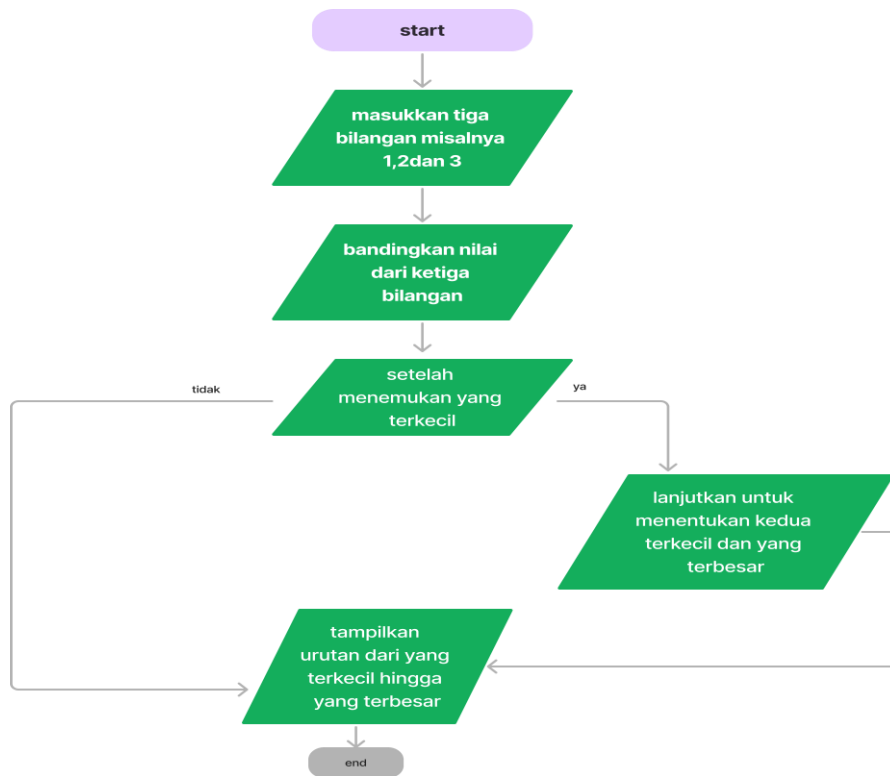 start
masukkan tiga
bilangan misalnya
1,2dan 3
bandingkan nilai
dari ketiga
bilangan
setelah
menemukan yang
terkecil
tidak
ya
lanjutkan untuk
menentukan kedua
terkecil dan yang
terbesar
tampilkan
urutan dari yang
terkecil hingga
yang terbesar
end